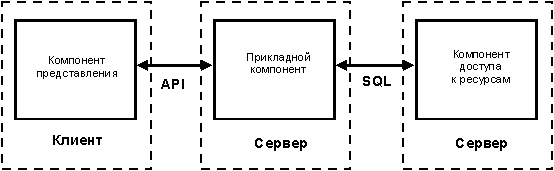 Компонент
представления
API
Прикладной
компонент
SQL
Компонент
доступа
к ресурсам
Клиент
Сервер
Сервер